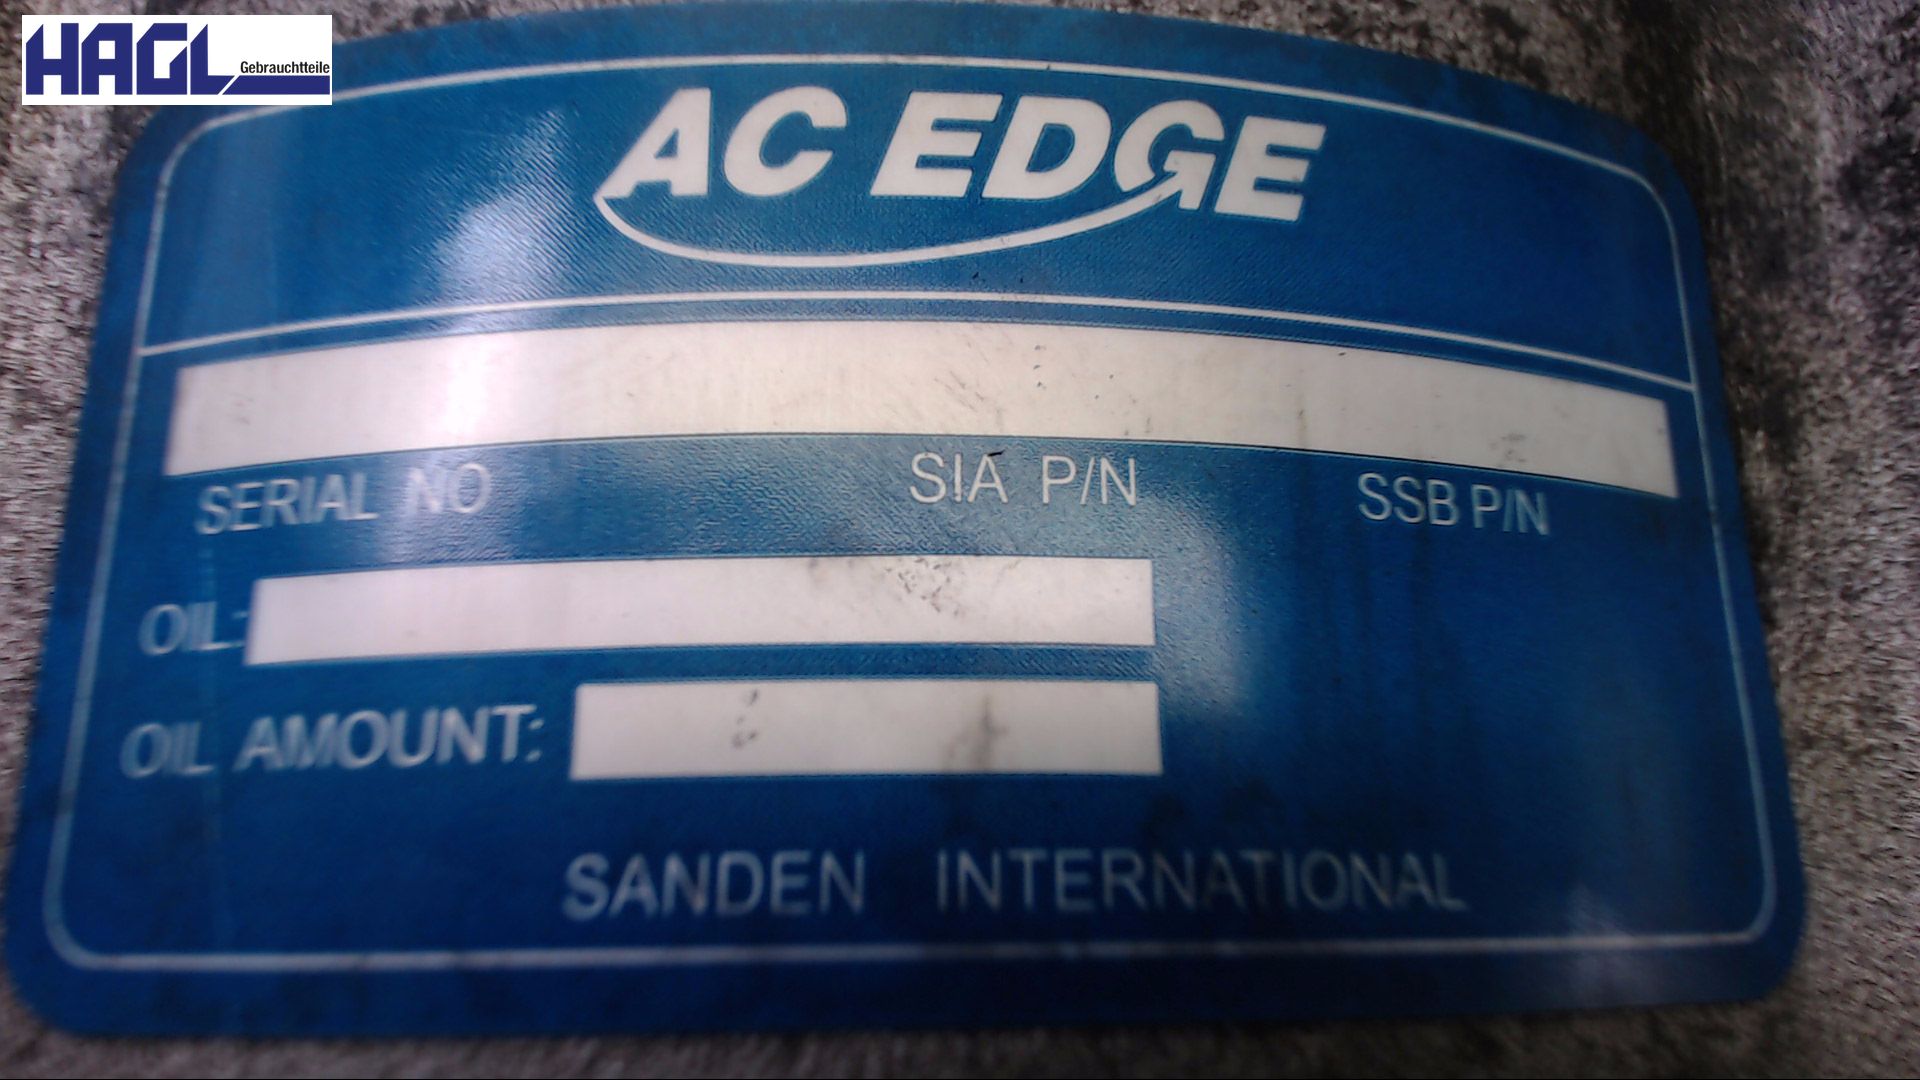 HAGL
Gebrauchtteile
AC EDGE
SERIAL NO SIA P/N SSB P/N
OIL:
OIL AMOUNT:
SANDEN INTERNATIONAL